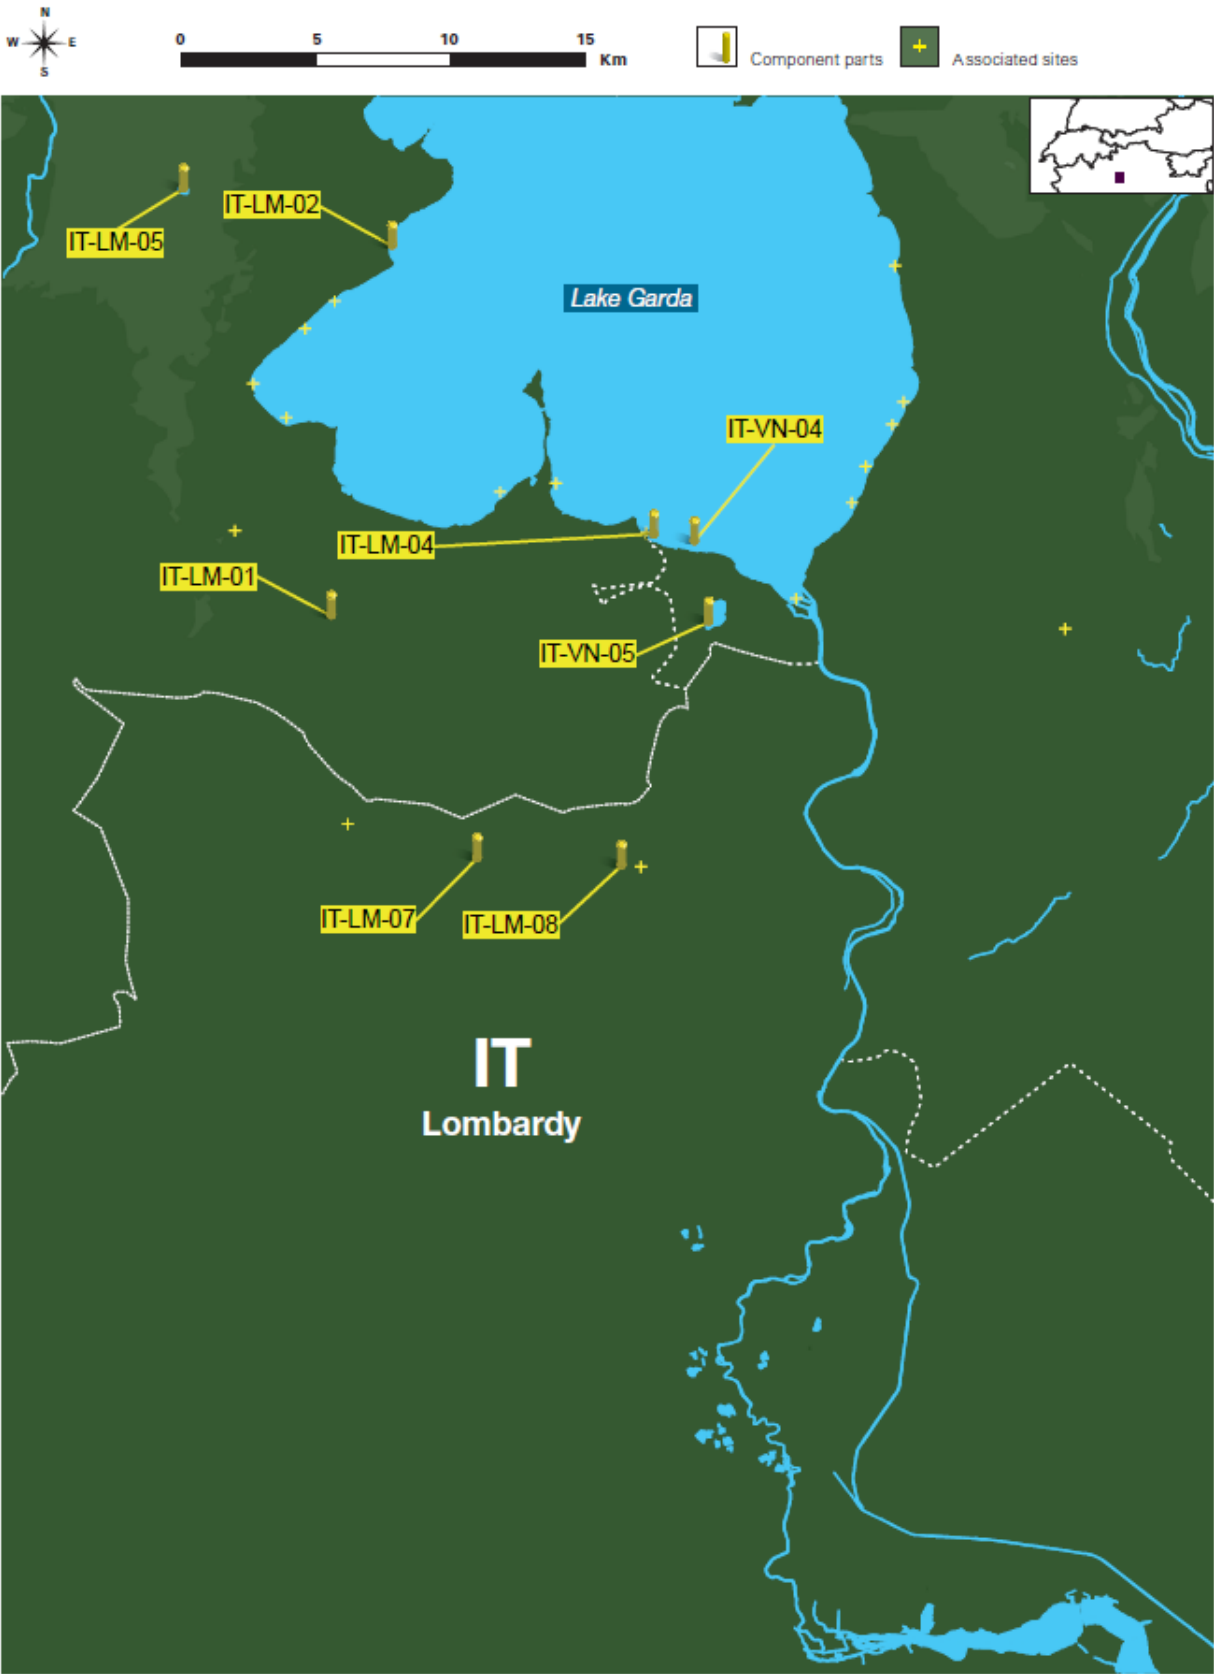 N
W E
S
0 5 10 15
Km
Component parts
Associated sites
IT-LM-02
IT-LM-05
Lake Garda
IT-VN-04
IT-LM-04
IT-LM-01
IT-VN-05
IT-LM-07
IT-LM-08
IT
Lombardy